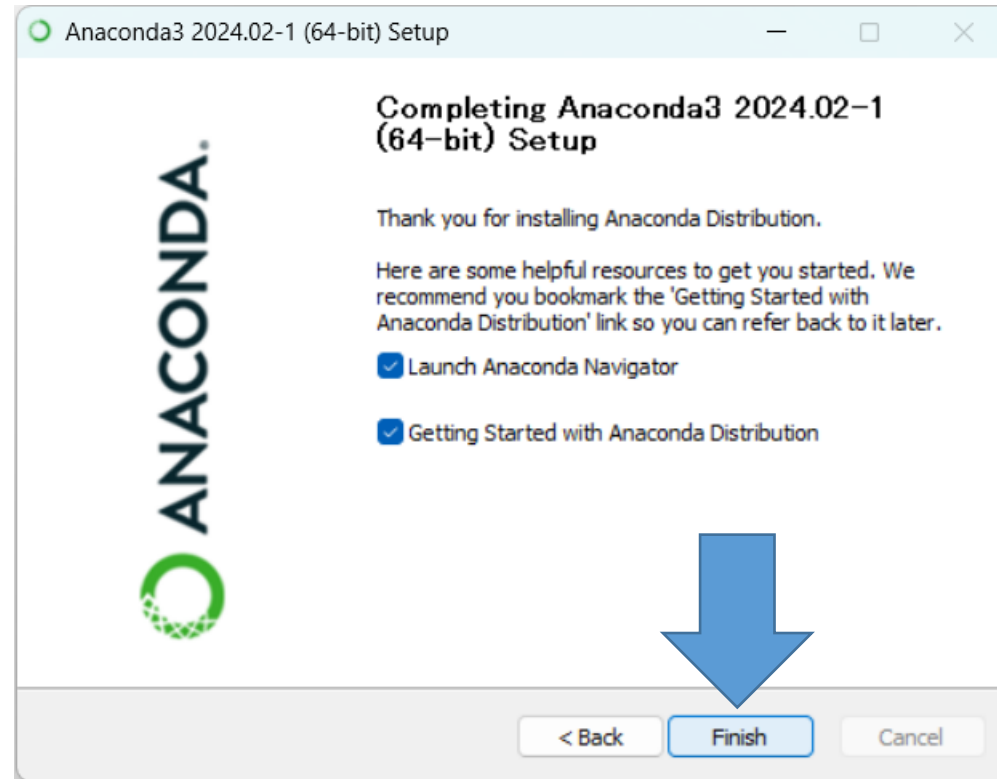 Anaconda3 2024.02-1 (64-bit) Setup
Completing Anaconda3 2024.02-1
(64-bit) Setup
ANACONDA.
Thank you for installing Anaconda Distribution.
Here are some helpful resources to get you started. We
recommend you bookmark the 'Getting Started with
Anaconda Distribution' link so you can refer back to it later.
Launch Anaconda Navigator
Getting Started with Anaconda Distribution
< Back
Finish
Cancel